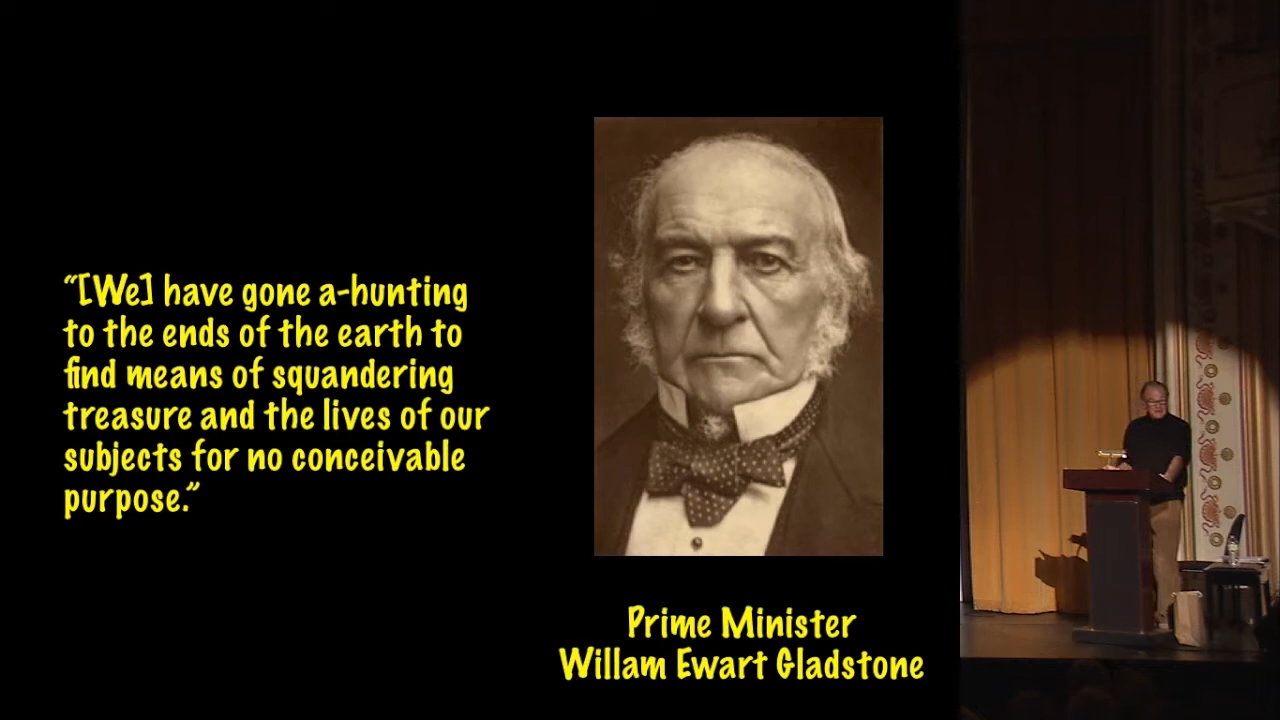 “[We] have gone a-hunting
to the ends of the earth to
find means of squandering
treasure and the lives of our
subjects for no conceivable
purpose.”
Prime Minister
Willam Ewart Gladstone